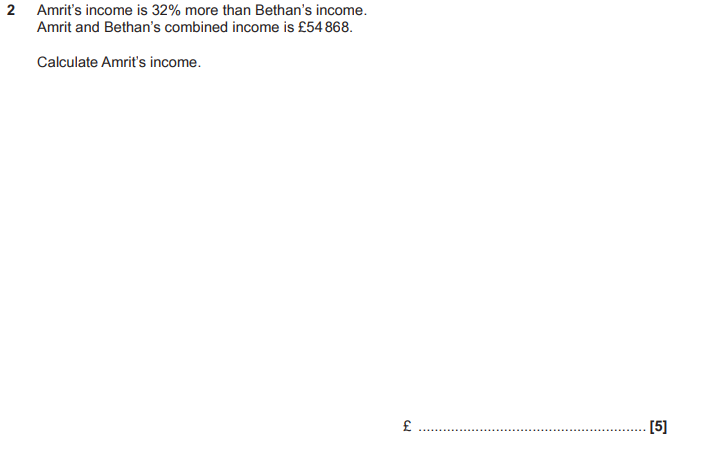 2 Amrit's income is 32% more than Bethan's income.
Amrit and Bethan's combined income is £54 868.
Calculate Amrit's income.
£ ........................................................ [5]